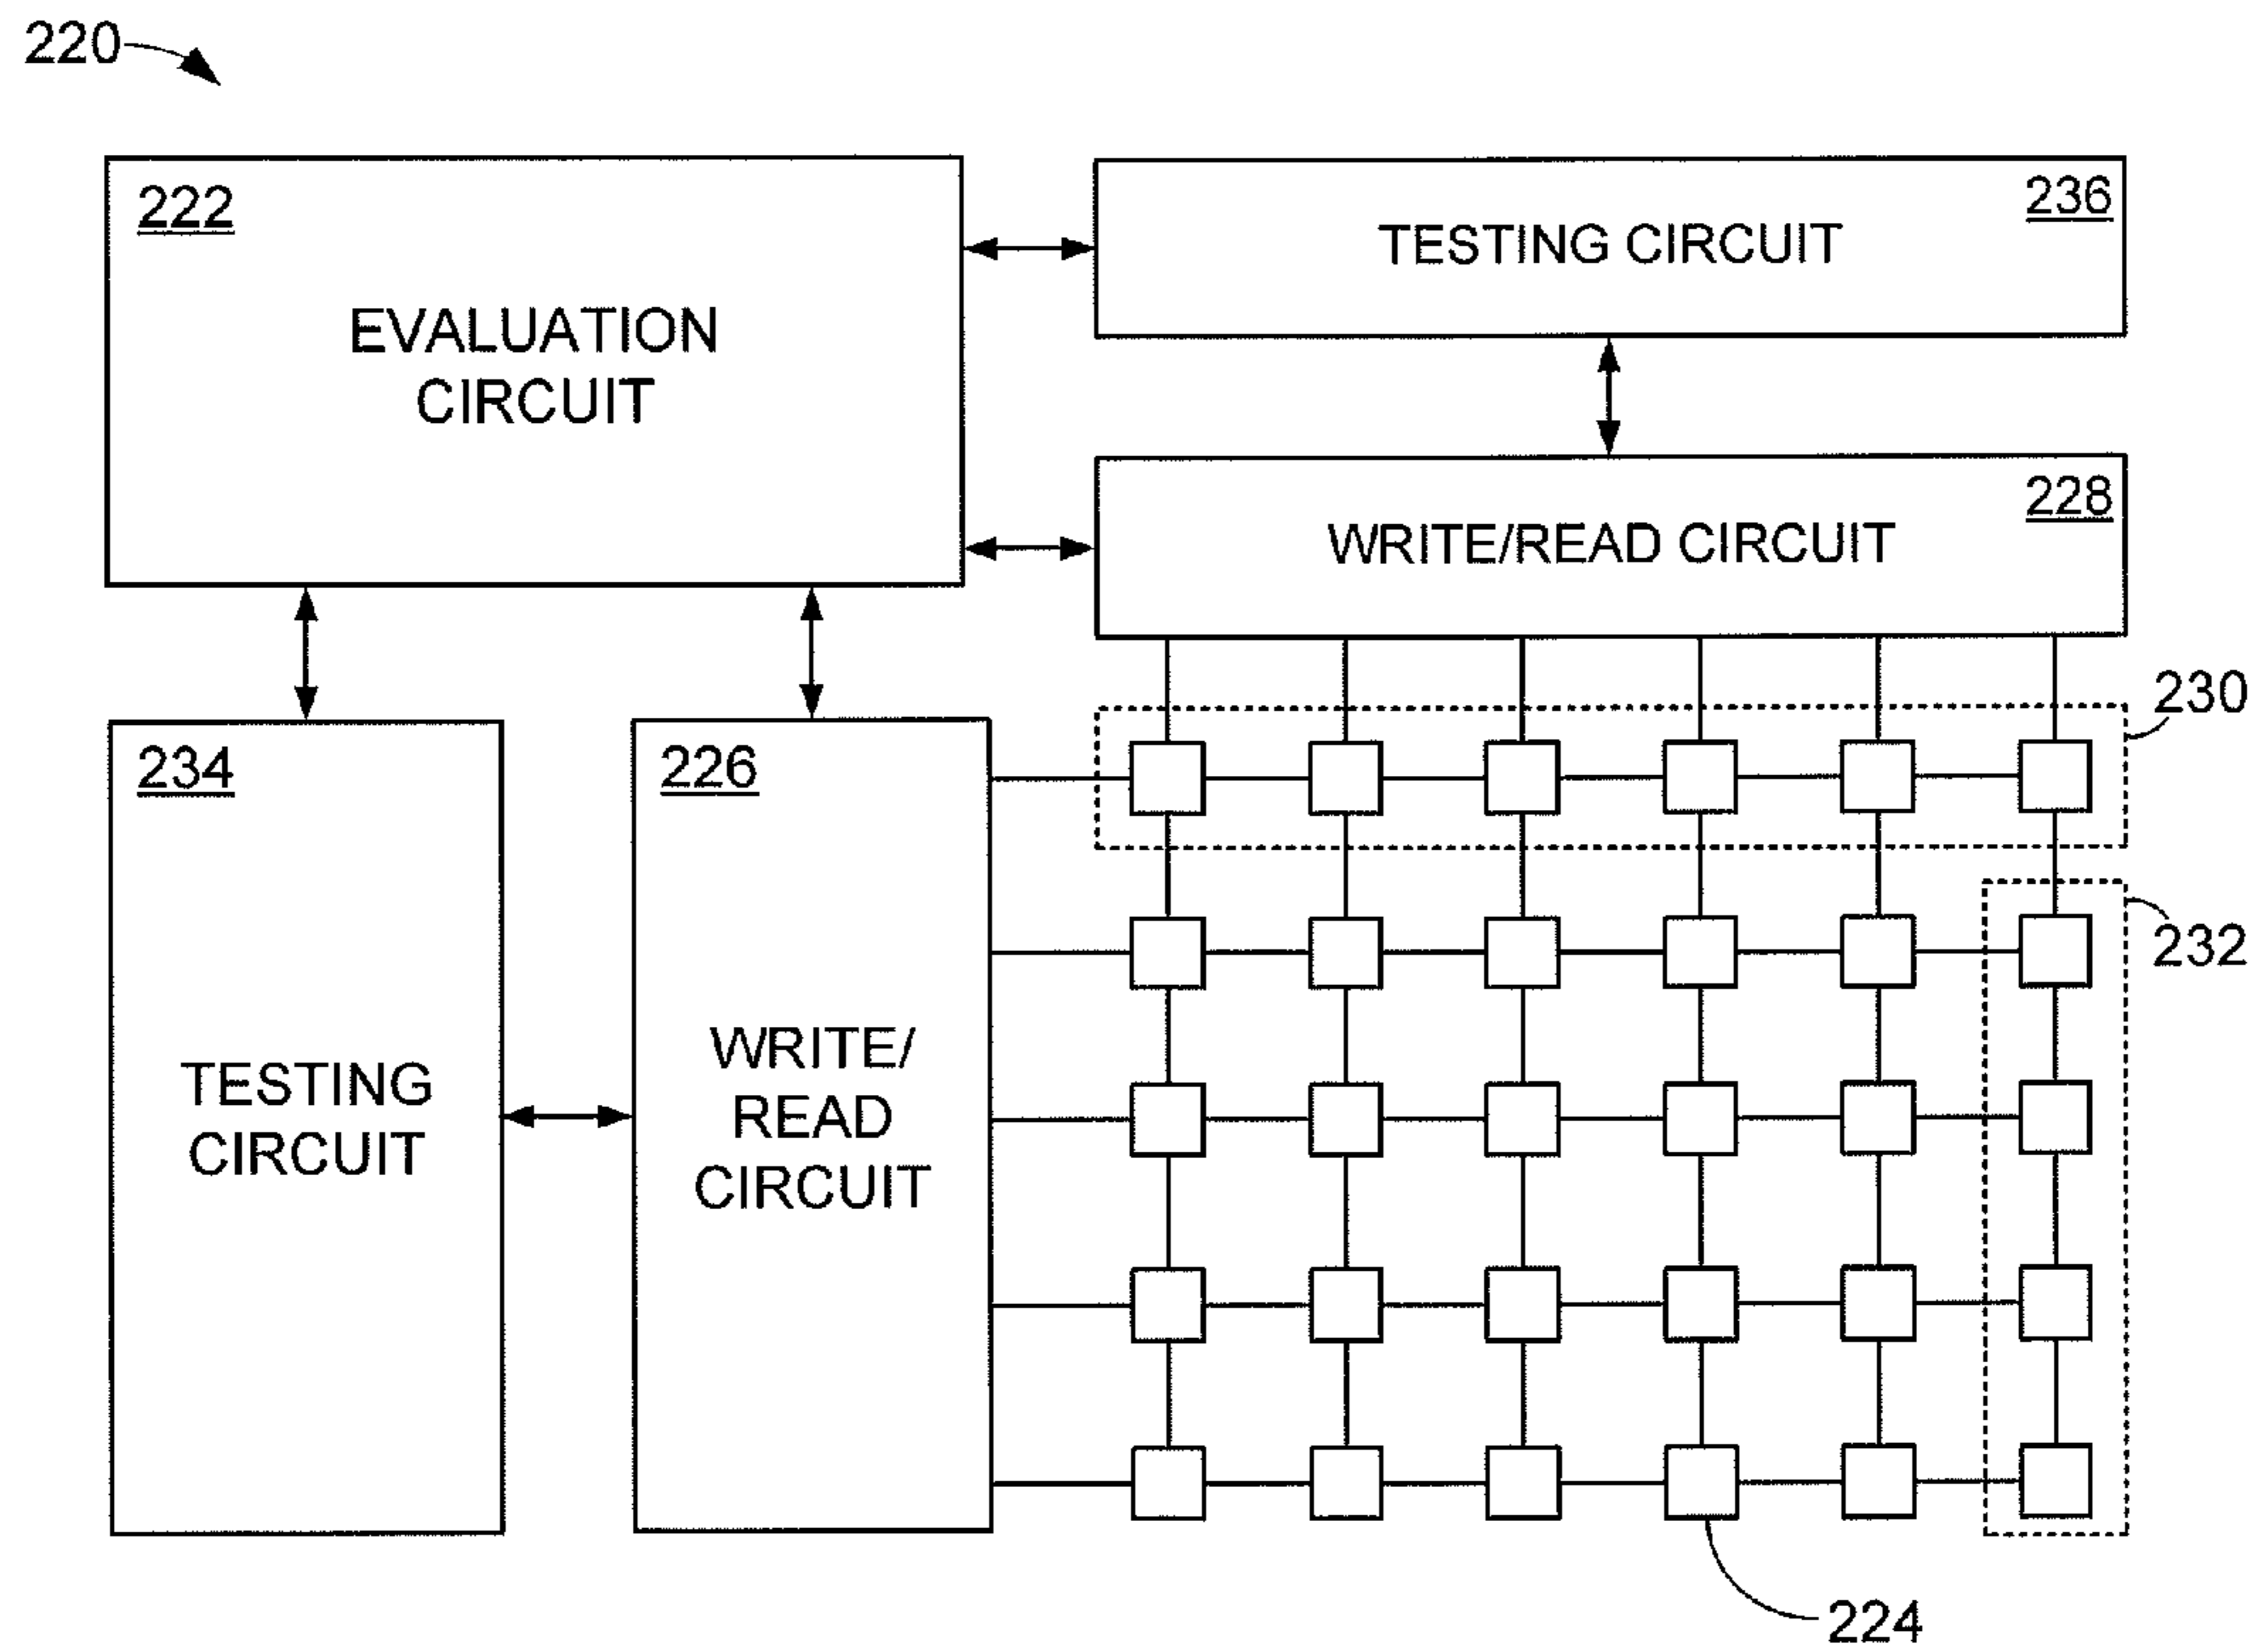 220
222
EVALUATION
CIRCUIT
236
TESTING CIRCUIT
228
WRITE/READ CIRCUIT
230
232
234
TESTING
CIRCUIT
226
WRITE/
READ
CIRCUIT
224